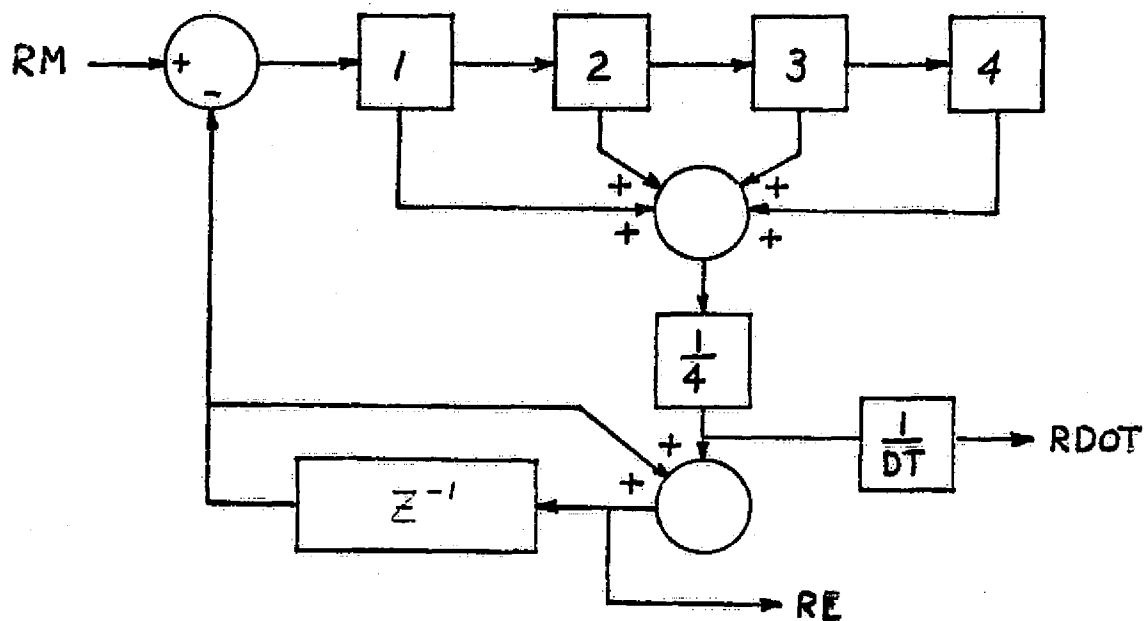 RM
+
-
1
2
3
4
+
+
+
+
1/4
+
+
1/DT
RDOT
Z⁻¹
RE